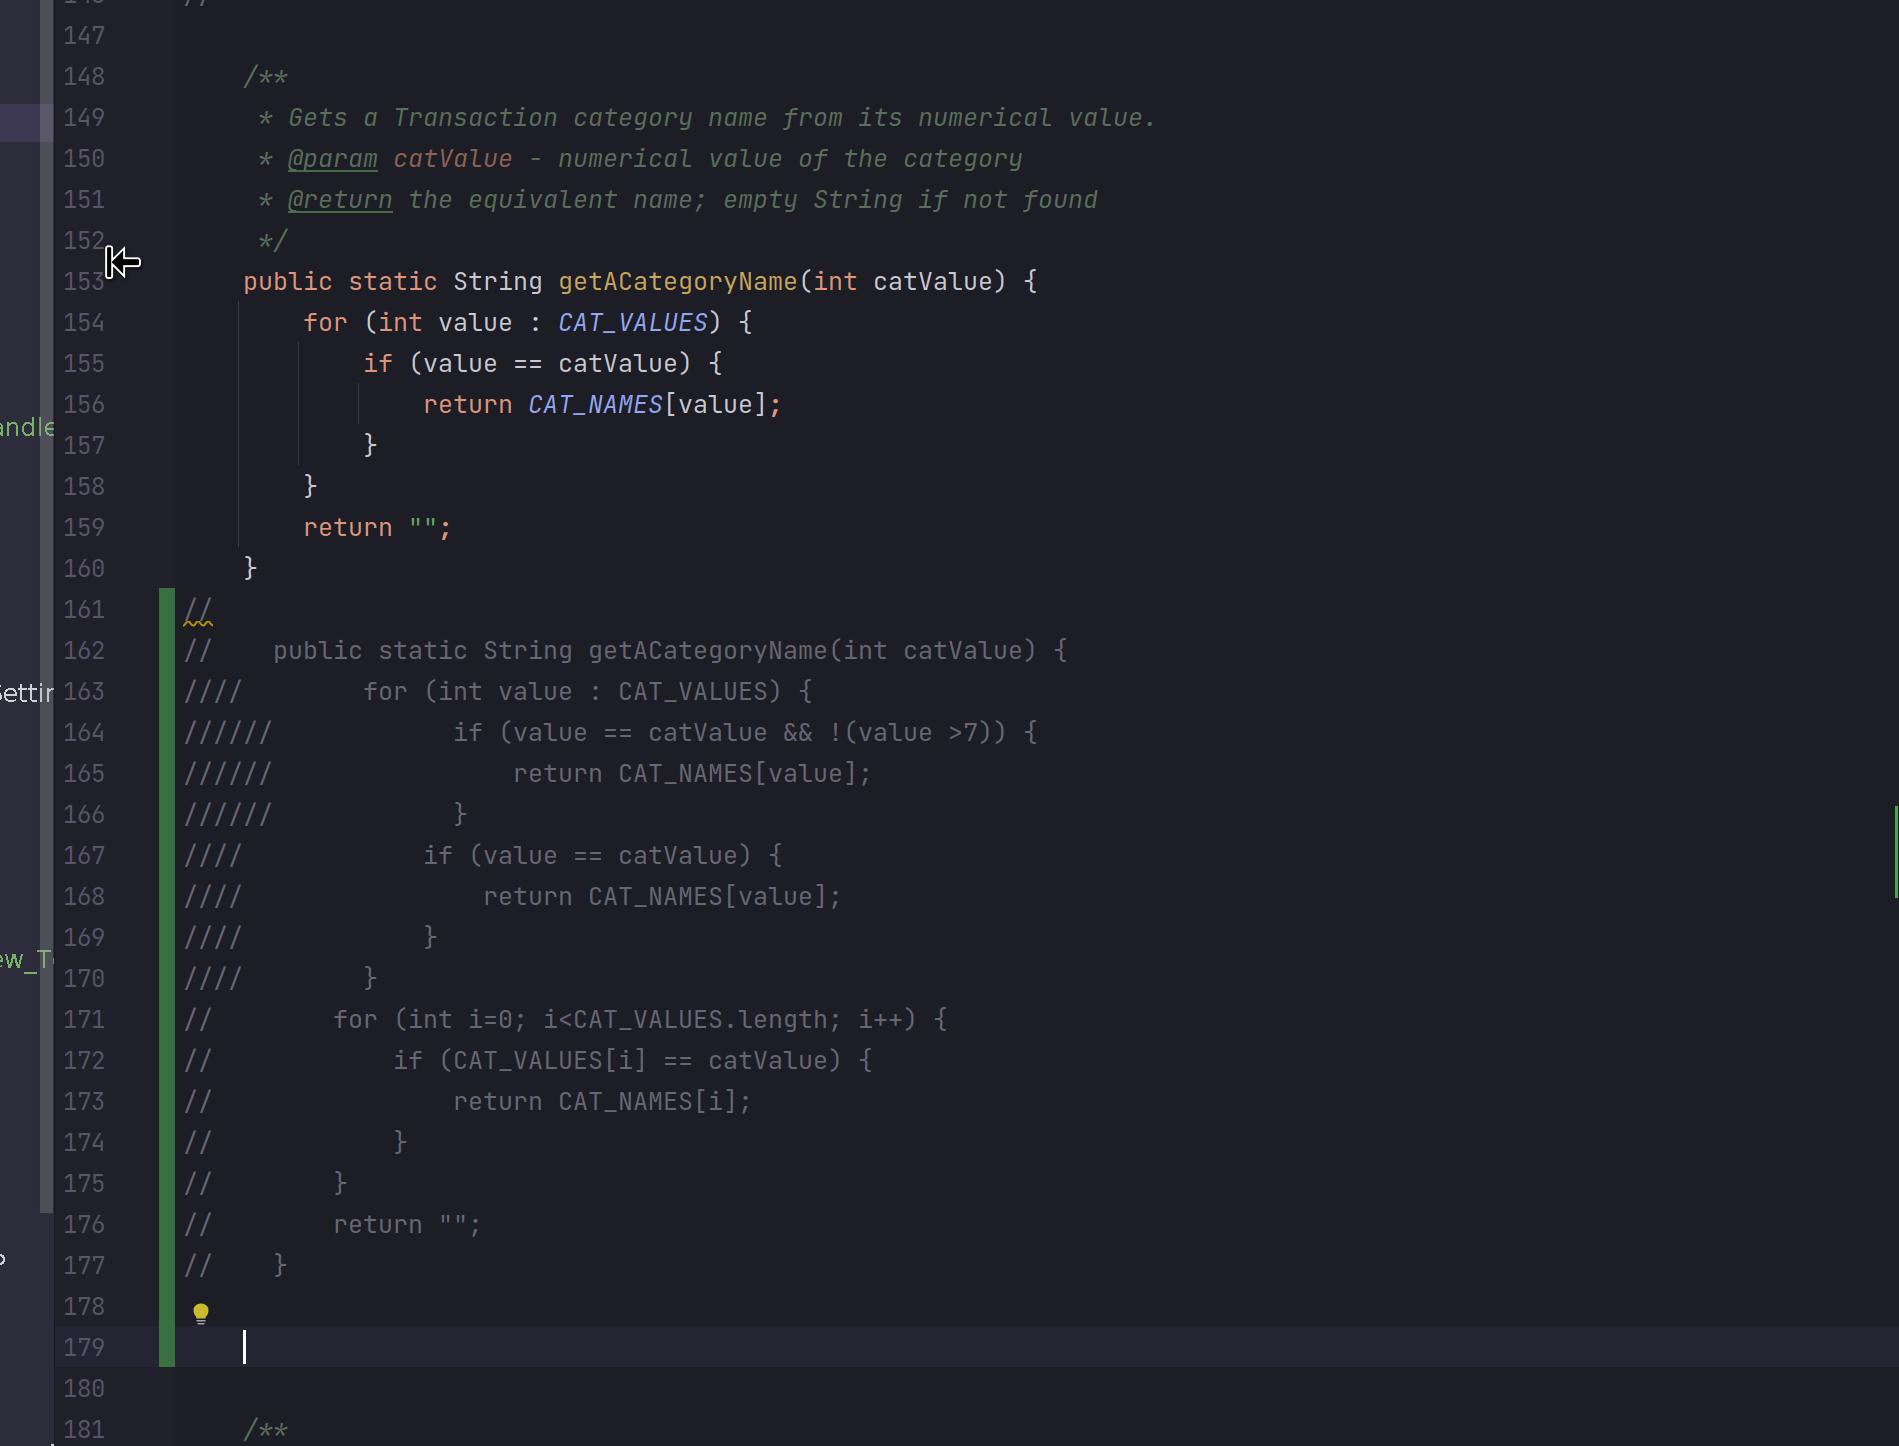 147
148 /**
149 * Gets a Transaction category name from its numerical value.
150 * @param catValue - numerical value of the category
151 * @return the equivalent name; empty String if not found
152 */
153 public static String getACategoryName(int catValue) {
154 for (int value : CAT_VALUES) {
155 if (value == catValue) {
156 return CAT_NAMES[value];
andle
157 }
158 }
159 return "";
160 }
161 //
162 // public static String getACategoryName(int catValue) {
Settin
163 //// for (int value : CAT_VALUES) {
164 ////// if (value == catValue && !(value >7)) {
165 ////// return CAT_NAMES[value];
166 ////// }
167 //// if (value == catValue) {
168 //// return CAT_NAMES[value];
169 //// }
ew_T
170 //// }
171 // for (int i=0; i<CAT_VALUES.length; i++) {
172 // if (CAT_VALUES[i] == catValue) {
173 // return CAT_NAMES[i];
174 // }
175 // }
176 // return "";
177 // }
178
179
180
181 /**